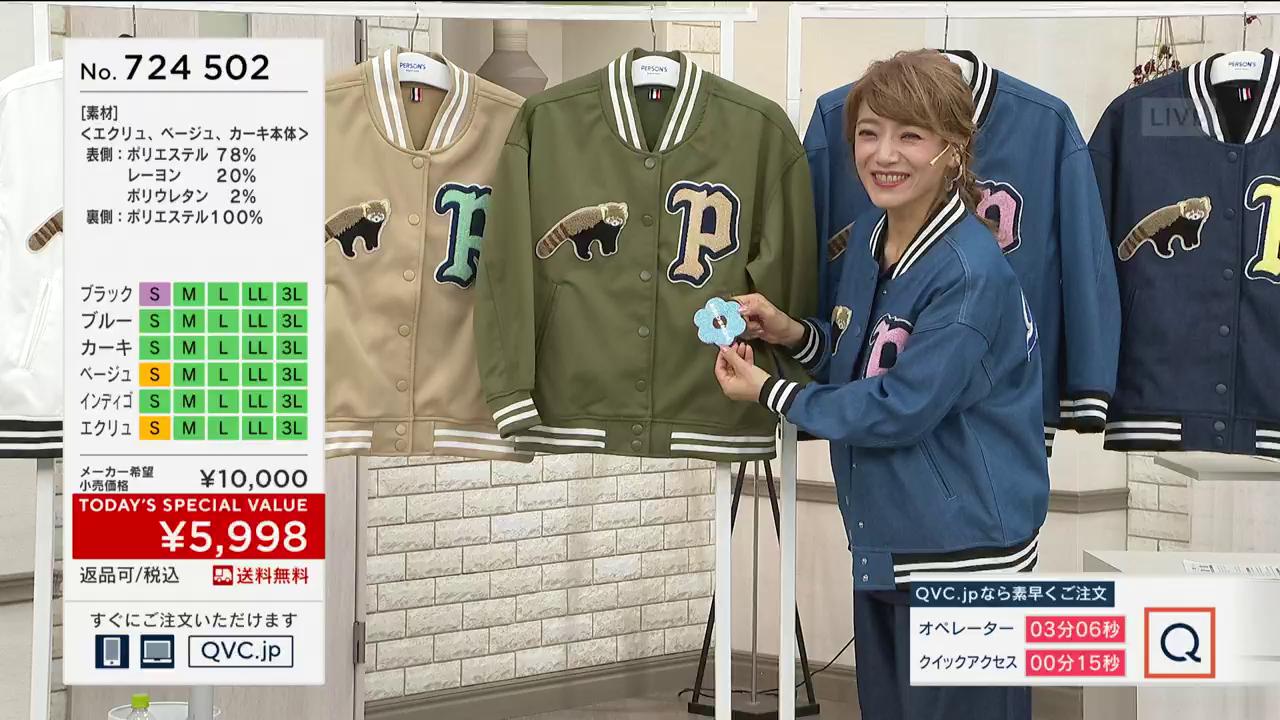 No. 724 502
[素材]
<エクリュ、ベージュ、カーキ本体>
表側：ポリエステル 78%
レーヨン 20%
ポリウレタン 2%
裏側：ポリエステル100%
ブラック S M L LL 3L
ブルー S M L LL 3L
カーキ S M L LL 3L
ベージュ S M L LL 3L
インディゴ S M L LL 3L
エクリュ S M L LL 3L
メーカー希望
小売価格 ¥10,000
TODAY'S SPECIAL VALUE
¥5,998
返品可/税込 送料無料
すぐにご注文いただけます
QVC.jp
PERSON'S
PERSON'S
PERSON'S
P
P
LIVE
QVC.jpなら素早くご注文
オペレーター 03分06秒
クイックアクセス 00分15秒
Q